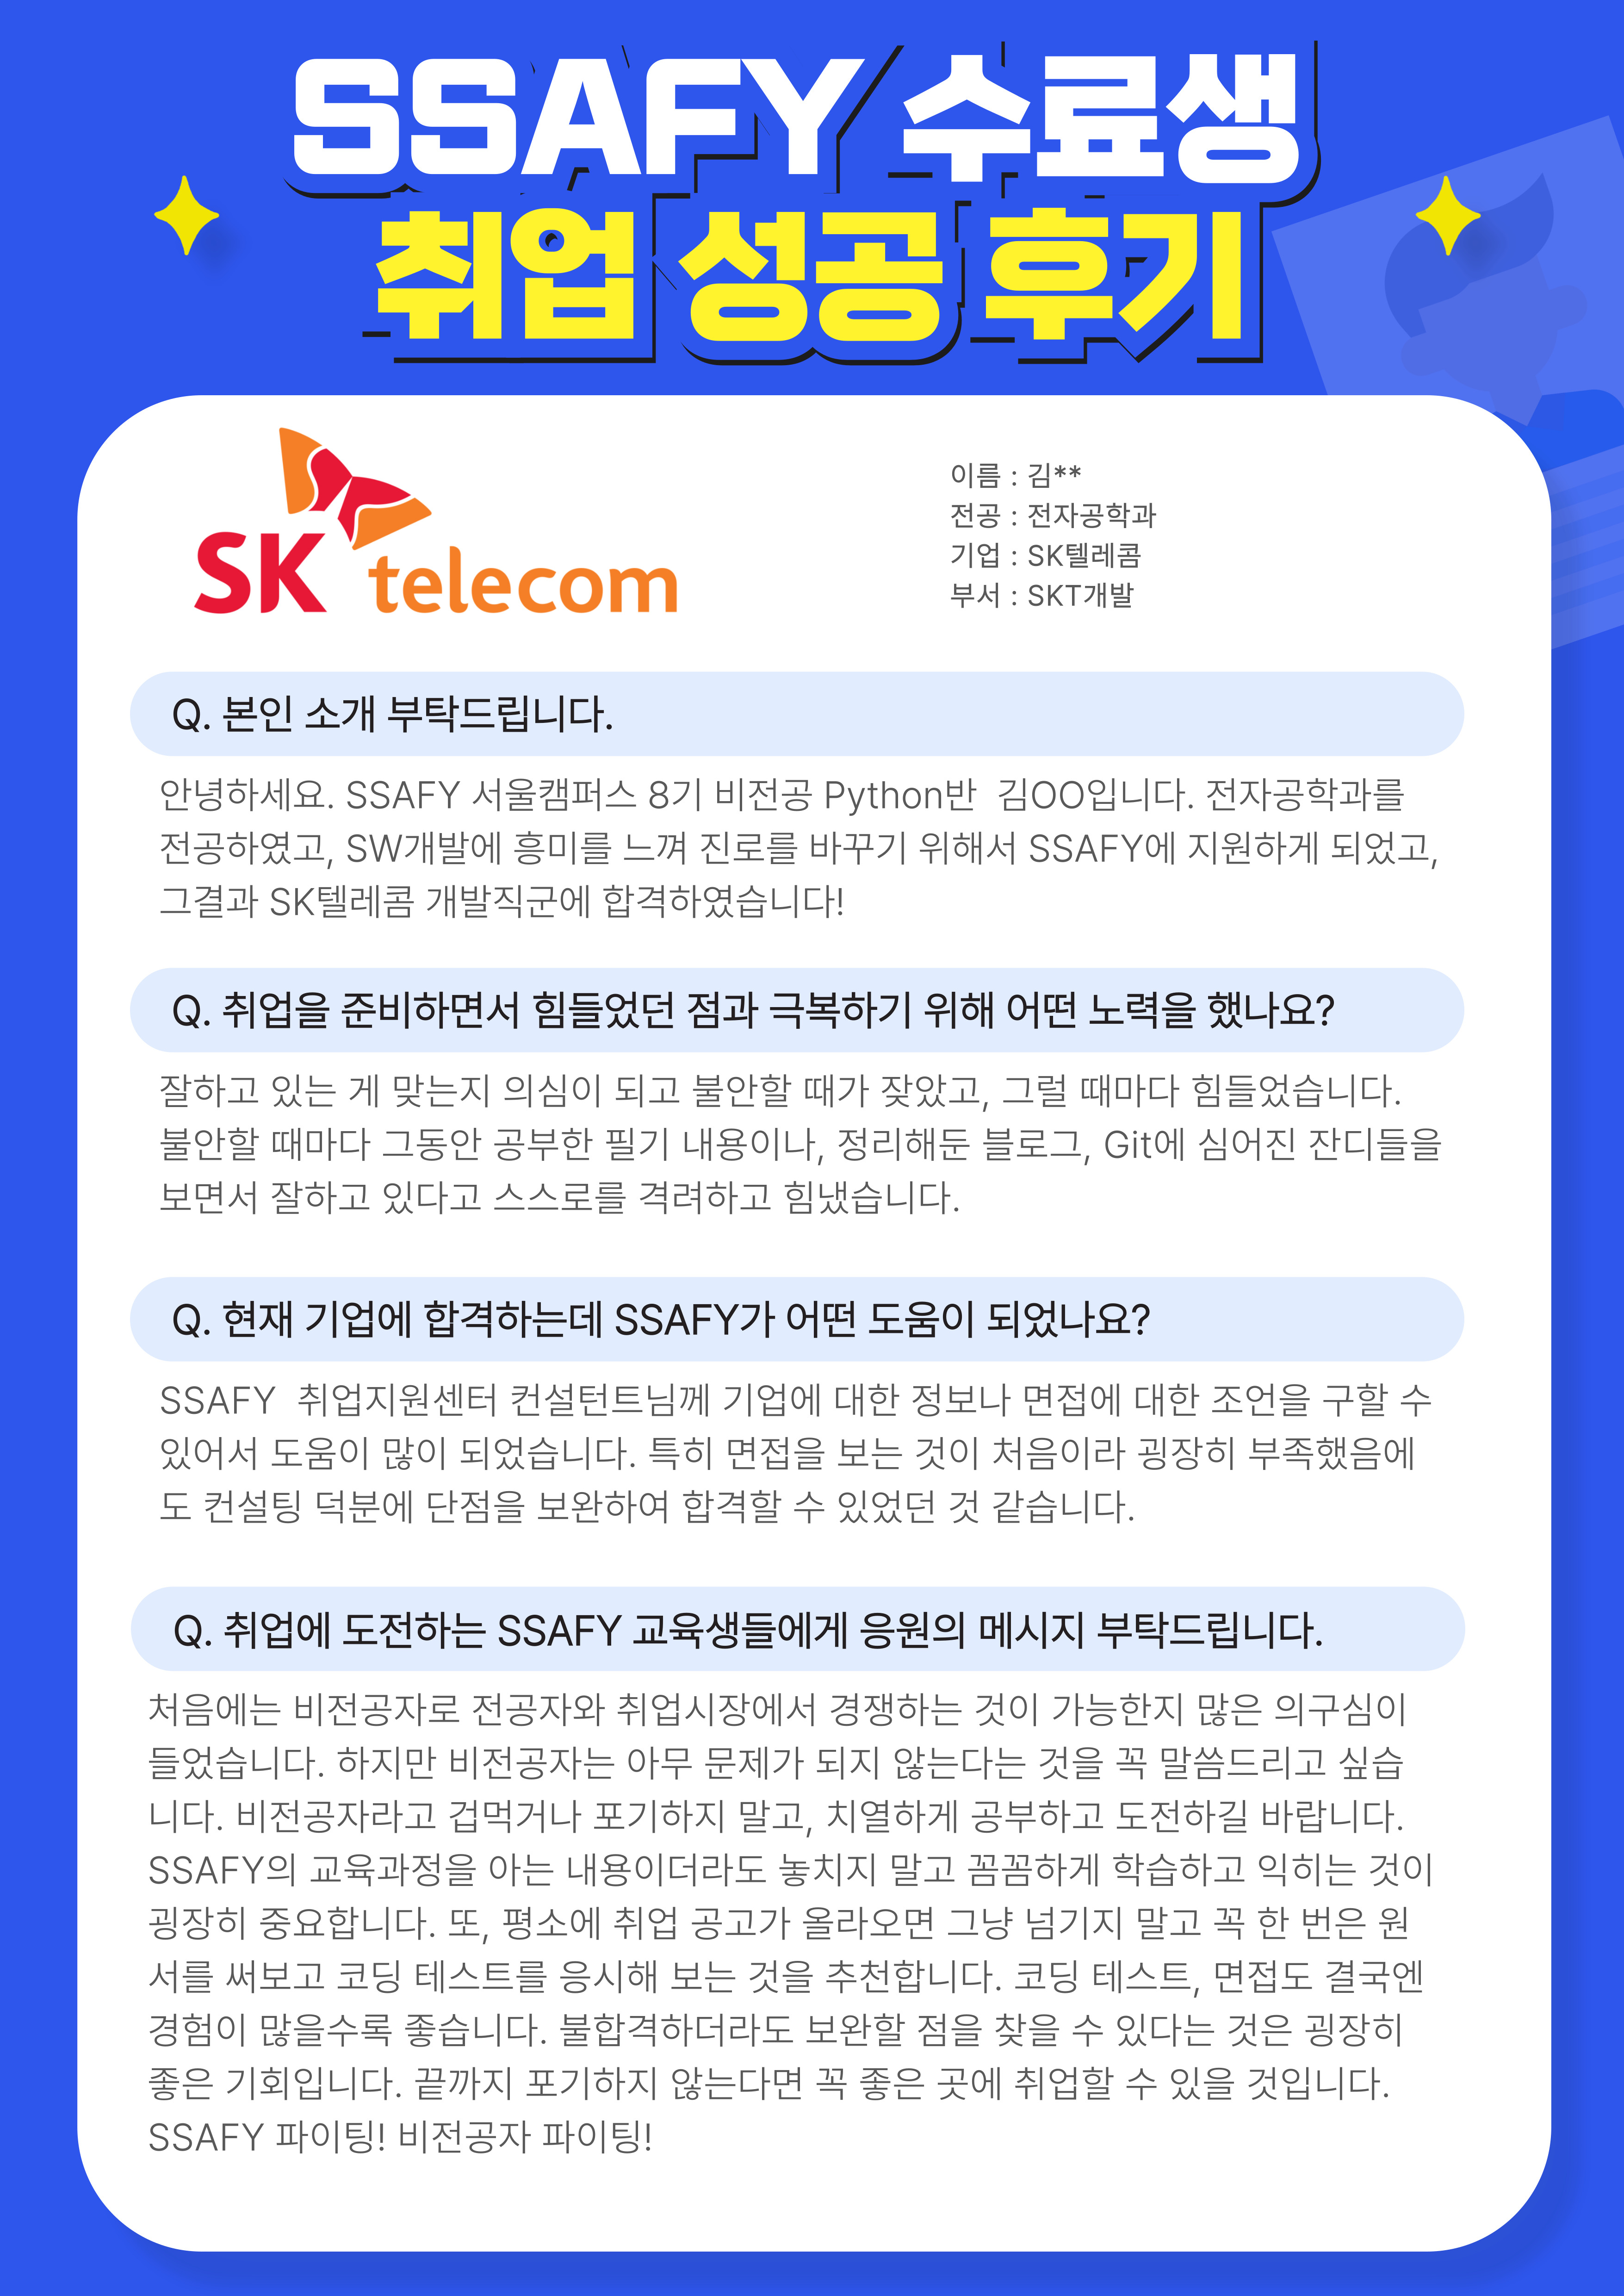 SSAFY 수료생
취업 성공 후기
SK telecom
이름 : 김**
전공 : 전자공학과
기업 : SK텔레콤
부서 : SKT개발
Q. 본인 소개 부탁드립니다.
안녕하세요. SSAFY 서울캠퍼스 8기 비전공 Python반 김OO입니다. 전자공학과를
전공하였고, SW개발에 흥미를 느껴 진로를 바꾸기 위해서 SSAFY에 지원하게 되었고,
그결과 SK텔레콤 개발직군에 합격하였습니다!
Q. 취업을 준비하면서 힘들었던 점과 극복하기 위해 어떤 노력을 했나요?
잘하고 있는 게 맞는지 의심이 되고 불안할 때가 잦았고, 그럴 때마다 힘들었습니다.
불안할 때마다 그동안 공부한 필기 내용이나, 정리해둔 블로그, Git에 심어진 잔디들을
보면서 잘하고 있다고 스스로를 격려하고 힘냈습니다.
Q. 현재 기업에 합격하는데 SSAFY가 어떤 도움이 되었나요?
SSAFY 취업지원센터 컨설턴트님께 기업에 대한 정보나 면접에 대한 조언을 구할 수
있어서 도움이 많이 되었습니다. 특히 면접을 보는 것이 처음이라 굉장히 부족했음에
도 컨설팅 덕분에 단점을 보완하여 합격할 수 있었던 것 같습니다.
Q. 취업에 도전하는 SSAFY 교육생들에게 응원의 메시지 부탁드립니다.
처음에는 비전공자로 전공자와 취업시장에서 경쟁하는 것이 가능한지 많은 의구심이
들었습니다. 하지만 비전공자는 아무 문제가 되지 않는다는 것을 꼭 말씀드리고 싶습
니다. 비전공자라고 겁먹거나 포기하지 말고, 치열하게 공부하고 도전하길 바랍니다.
SSAFY의 교육과정을 아는 내용이더라도 놓치지 말고 꼼꼼하게 학습하고 익히는 것이
굉장히 중요합니다. 또, 평소에 취업 공고가 올라오면 그냥 넘기지 말고 꼭 한 번은 원
서를 써보고 코딩 테스트를 응시해 보는 것을 추천합니다. 코딩 테스트, 면접도 결국엔
경험이 많을수록 좋습니다. 불합격하더라도 보완할 점을 찾을 수 있다는 것은 굉장히
좋은 기회입니다. 끝까지 포기하지 않는다면 꼭 좋은 곳에 취업할 수 있을 것입니다.
SSAFY 파이팅! 비전공자 파이팅!